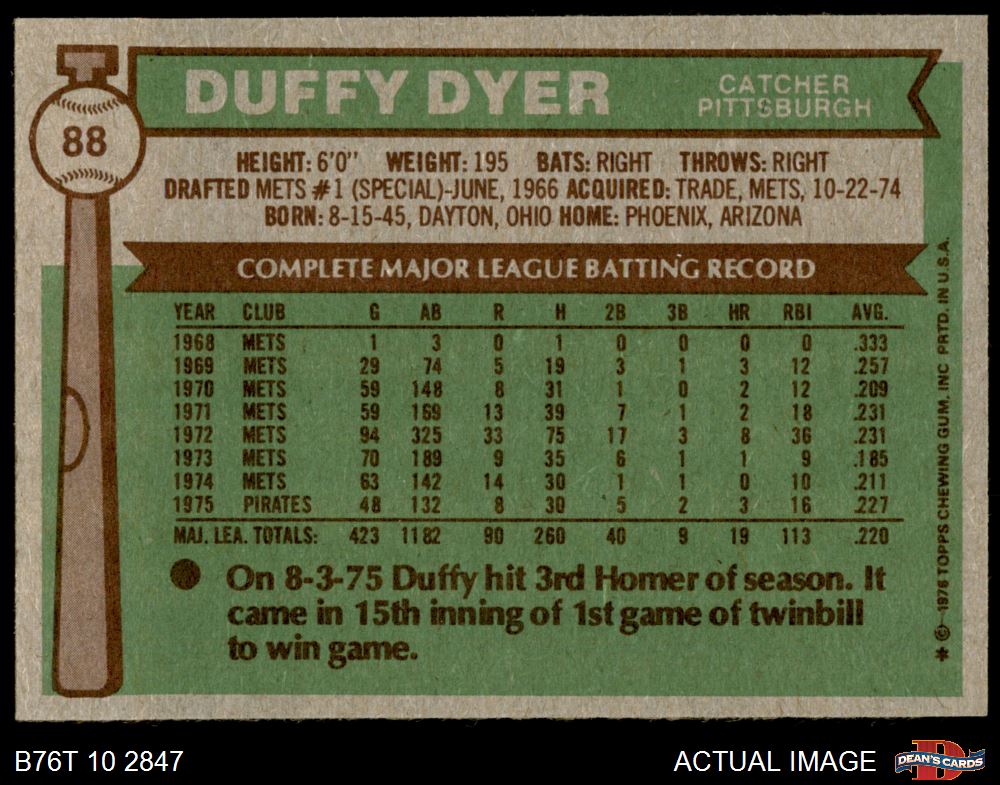 DUFFY DYER
CATCHER
PITTSBURGH
88
HEIGHT: 6'0" WEIGHT: 195 BATS: RIGHT THROWS: RIGHT
DRAFTED METS #1 (SPECIAL)-JUNE, 1966 ACQUIRED: TRADE, METS, 10-22-74
BORN: 8-15-45, DAYTON, OHIO HOME: PHOENIX, ARIZONA
COMPLETE MAJOR LEAGUE BATTING RECORD
YEAR CLUB G AB R H 2B 3B HR RBI AVG.
1968 METS 1 3 0 1 0 0 0 0 .333
1969 METS 29 74 5 19 3 1 3 12 .257
1970 METS 59 148 8 31 1 0 2 12 .209
1971 METS 59 169 13 39 7 1 2 18 .231
1972 METS 94 325 33 75 17 3 8 36 .231
1973 METS 70 189 9 35 6 1 1 9 .185
1974 METS 63 142 14 30 1 1 0 10 .211
1975 PIRATES 48 132 8 30 5 2 3 16 .227
MAJ. LEA. TOTALS: 423 1182 90 260 40 9 19 113 .220
On 8-3-75 Duffy hit 3rd Homer of season. It
came in 15th inning of 1st game of twinbill
to win game.
* © 1976 TOPPS CHEWING GUM, INC PRTD. IN U.S.A.
B76T 10 2847
ACTUAL IMAGE
D
DEAN'S CARDS